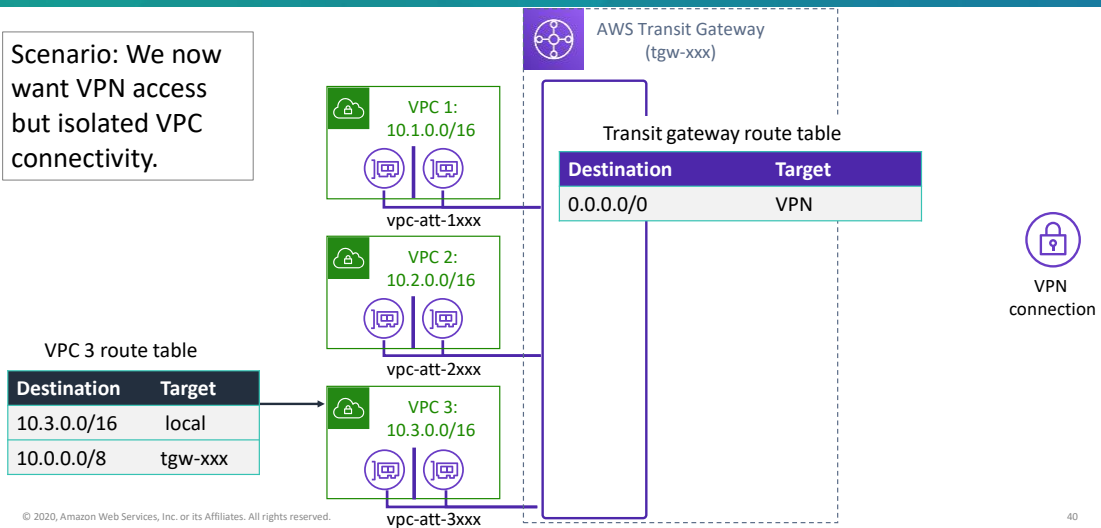 Scenario: We now
want VPN access
but isolated VPC
connectivity.
AWS Transit Gateway
(tgw-xxx)
VPC 1:
10.1.0.0/16
vpc-att-1xxx
Transit gateway route table
Destination Target
0.0.0.0/0 VPN
VPC 2:
10.2.0.0/16
vpc-att-2xxx
VPN
connection
VPC 3 route table
Destination Target
10.3.0.0/16 local
10.0.0.0/8 tgw-xxx
VPC 3:
10.3.0.0/16
vpc-att-3xxx
© 2020, Amazon Web Services, Inc. or its Affiliates. All rights reserved.
40